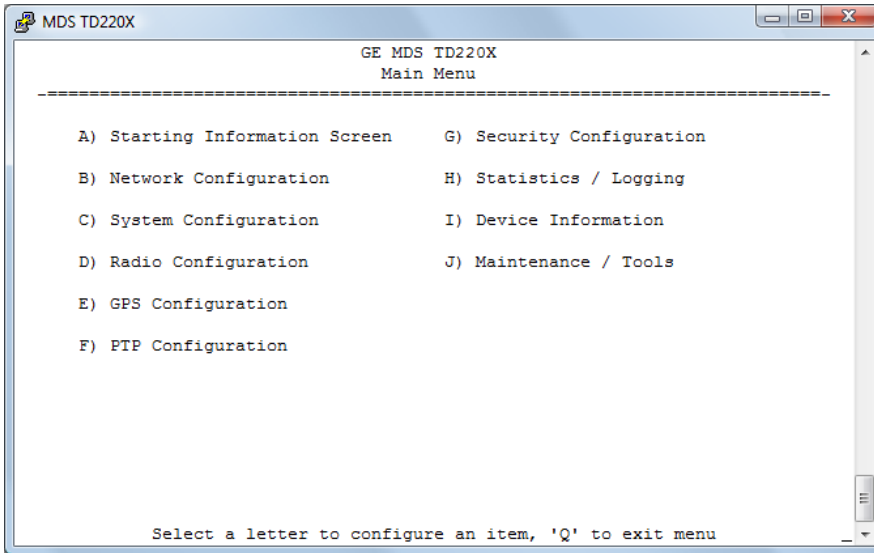 MDS TD220X
GE MDS TD220X
Main Menu
A) Starting Information Screen
B) Network Configuration
C) System Configuration
D) Radio Configuration
E) GPS Configuration
F) PTP Configuration
G) Security Configuration
H) Statistics / Logging
I) Device Information
J) Maintenance / Tools
Select a letter to configure an item, 'Q' to exit menu